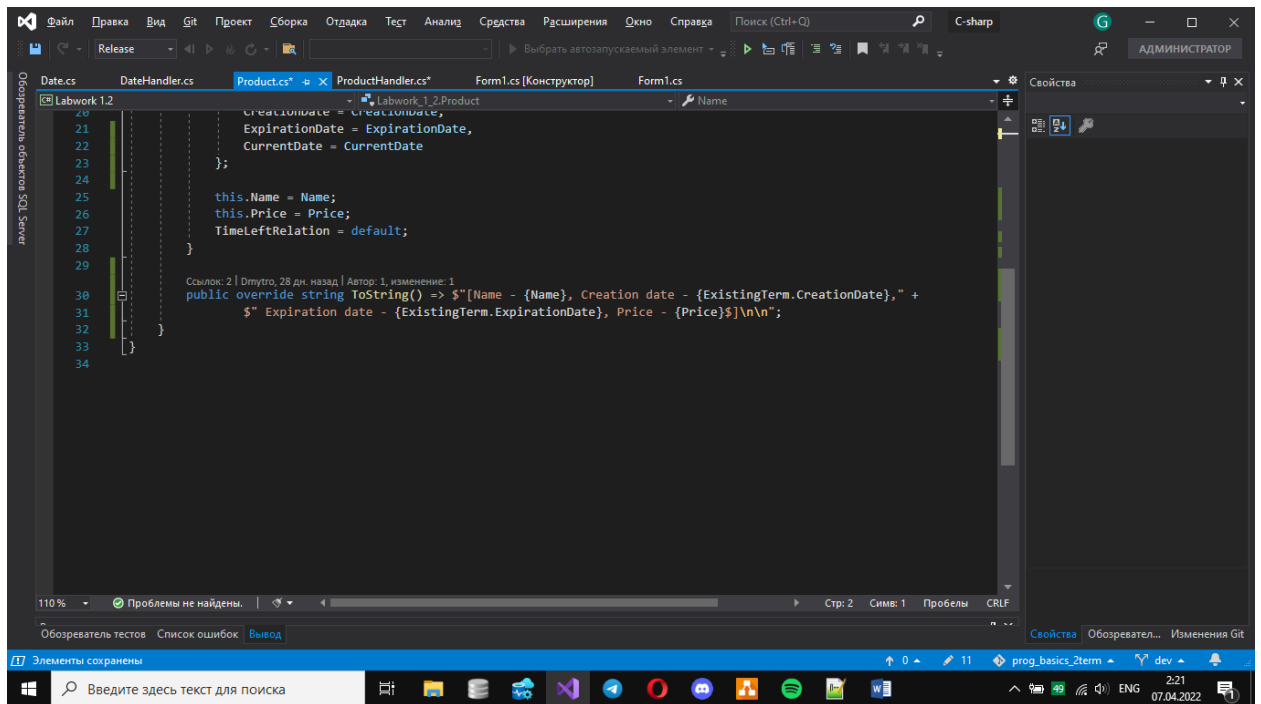 Файл Правка Вид Git Проект Сборка Отладка Тест Анализ Средства Расширения Окно Справка Поиск (Ctrl+Q) C-sharp G
Release Выбрать автозапускаемый элемент АДМИНИСТРАТОР
Обозреватель объектов SQL Server
Date.cs DateHandler.cs Product.cs* ProductHandler.cs* Form1.cs [Конструктор] Form1.cs Свойства
C# Labwork 1.2 Labwork_1_2.Product Name
20 CreationDate = CreationDate,
21 ExpirationDate = ExpirationDate,
22 CurrentDate = CurrentDate
23 };
24
25 this.Name = Name;
26 this.Price = Price;
27 TimeLeftRelation = default;
28 }
29
Ссылок: 2 | Dmytro, 28 дн. назад | Автор: 1, изменение: 1
30 public override string ToString() => $"[Name - {Name}, Creation date - {ExistingTerm.CreationDate}," +
31 $" Expiration date - {ExistingTerm.ExpirationDate}, Price - {Price}$]\n\n";
32 }
33 }
34
110 % Проблемы не найдены. Стр: 2 Симв: 1 Пробелы CRLF
Обозреватель тестов Список ошибок Вывод Свойства Обозревател... Изменения Git
Элементы сохранены 0 11 prog_basics_2term dev
Введите здесь текст для поиска 49 ENG 2:21
07.04.2022 1